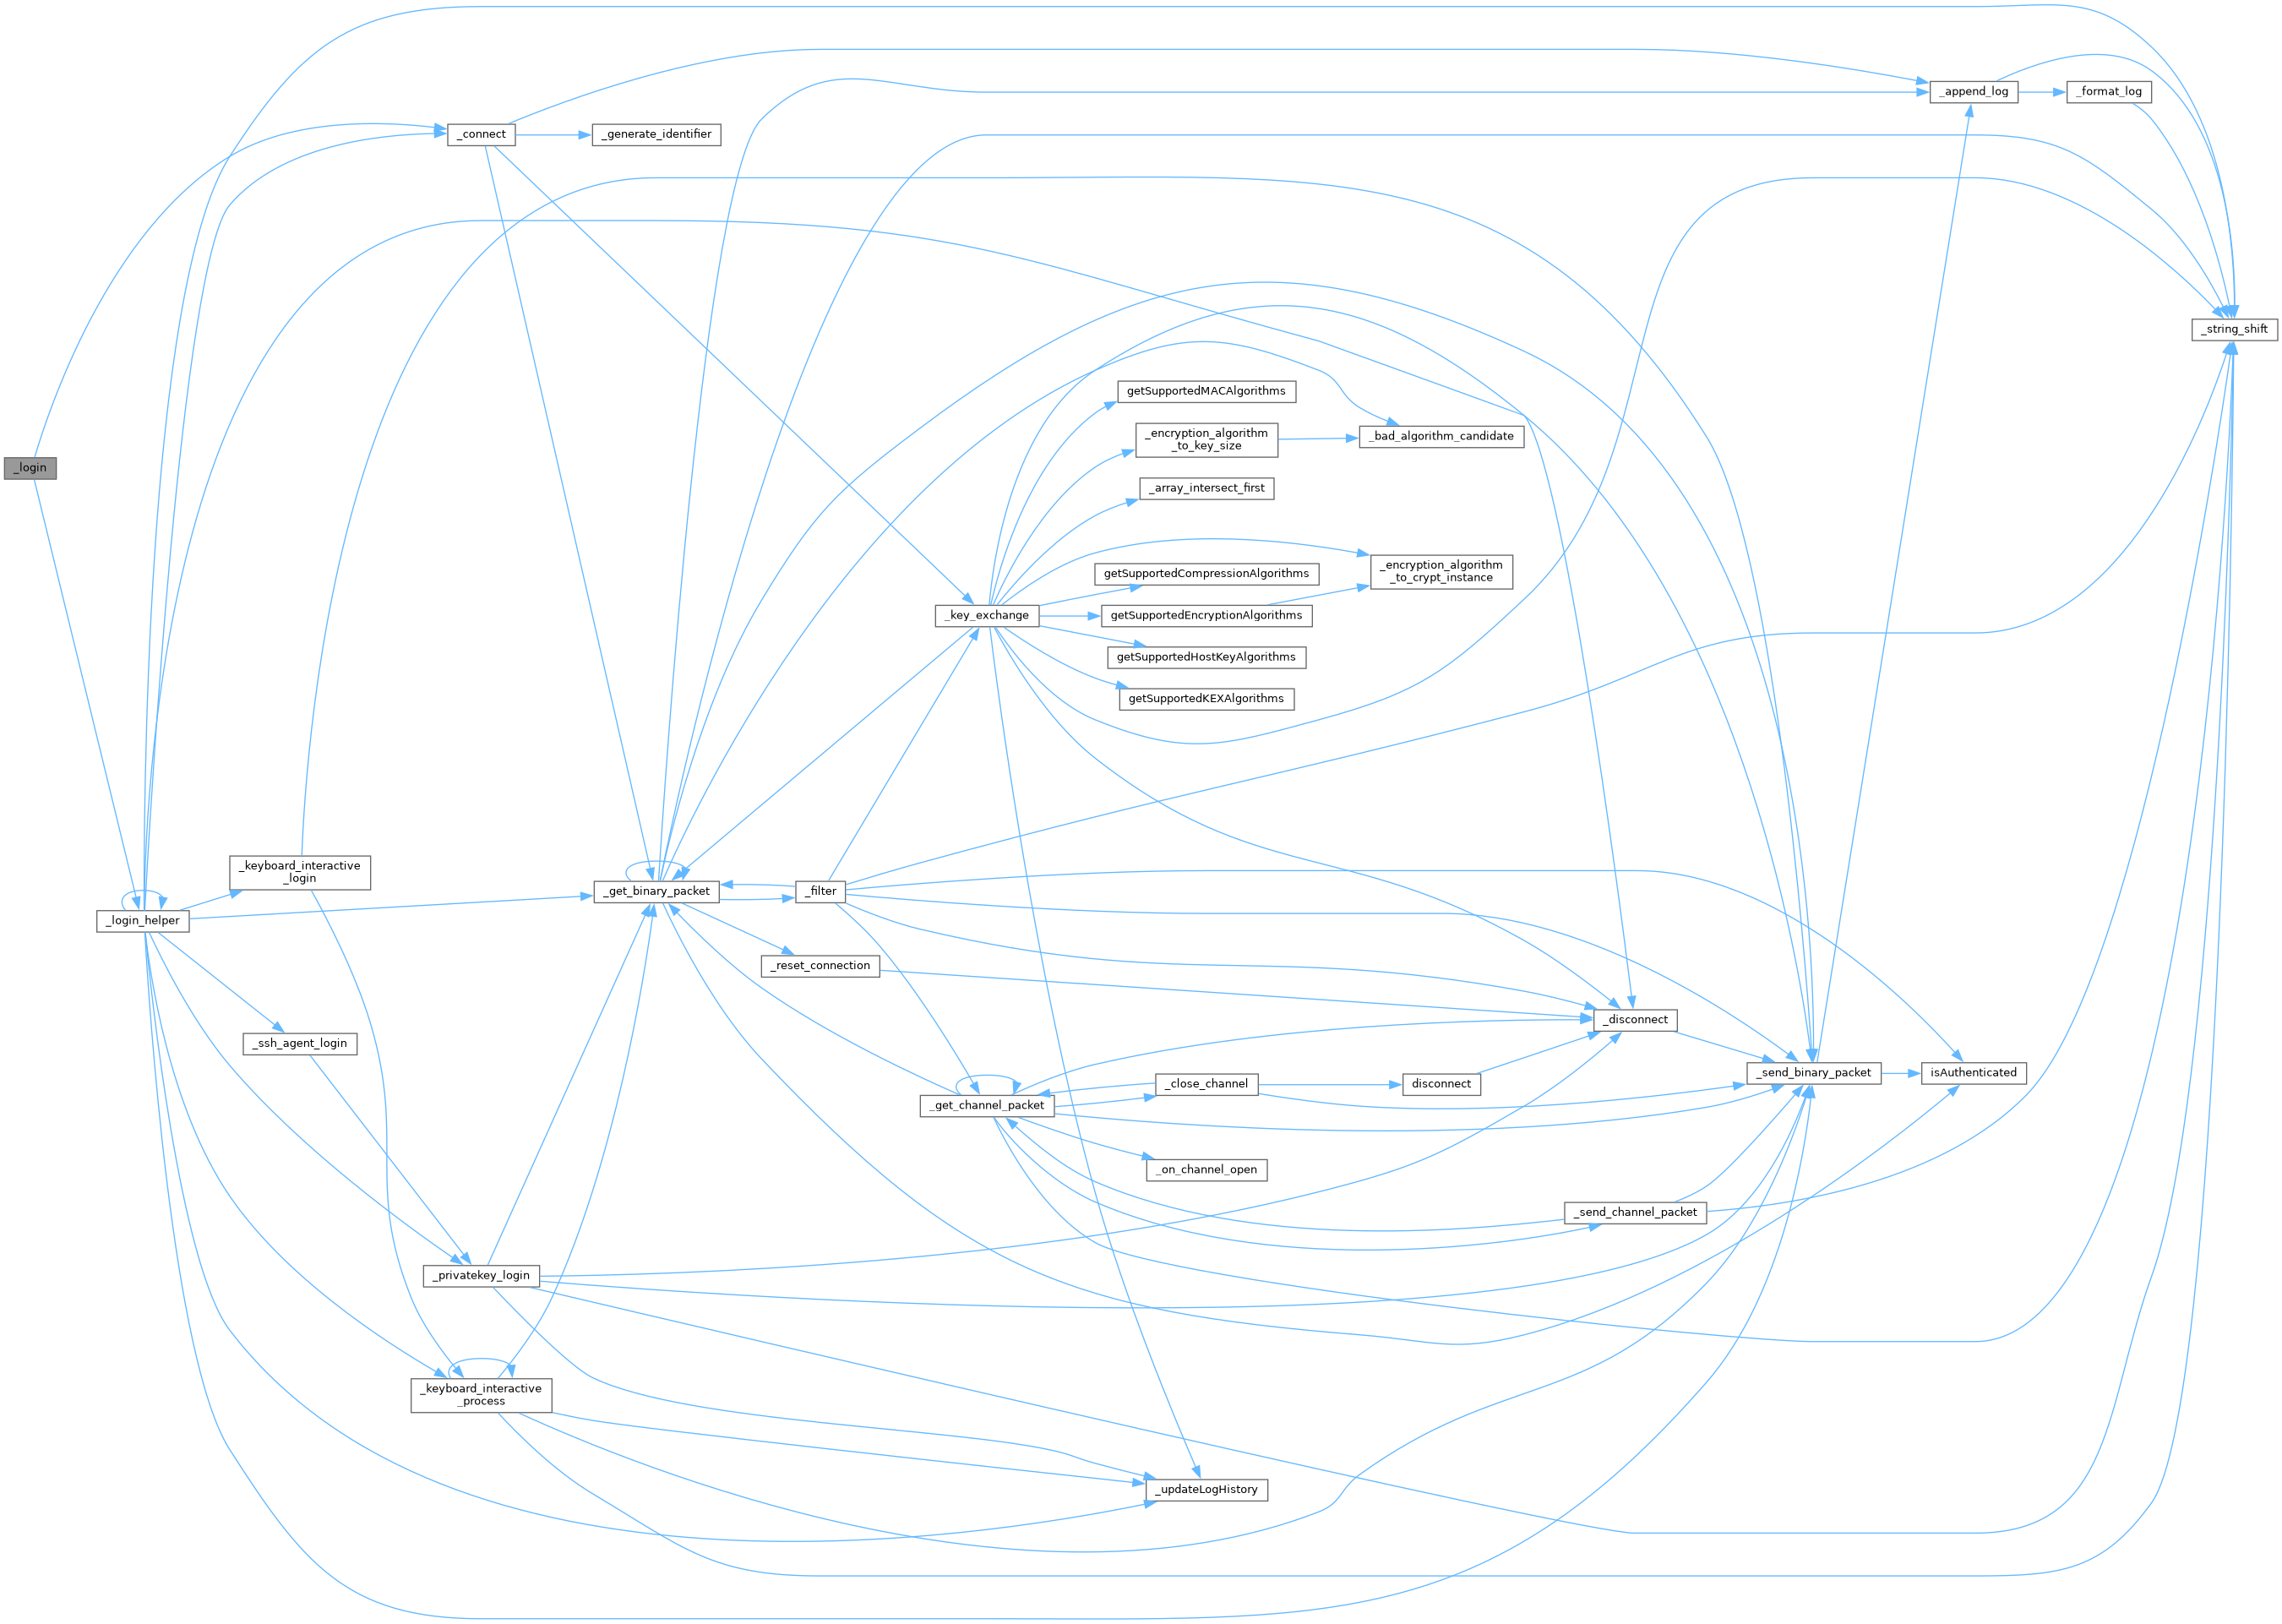 _append_log
_format_log
_connect
_generate_identifier
_string_shift
getSupportedMACAlgorithms
_encryption_algorithm
_to_key_size
_bad_algorithm_candidate
_login
_array_intersect_first
_encryption_algorithm
_to_crypt_instance
getSupportedCompressionAlgorithms
_key_exchange
getSupportedEncryptionAlgorithms
getSupportedHostKeyAlgorithms
getSupportedKEXAlgorithms
_keyboard_interactive
_login
_get_binary_packet
_filter
_login_helper
_reset_connection
_disconnect
_ssh_agent_login
_send_binary_packet
isAuthenticated
_close_channel
disconnect
_get_channel_packet
_on_channel_open
_send_channel_packet
_privatekey_login
_keyboard_interactive
_process
_updateLogHistory